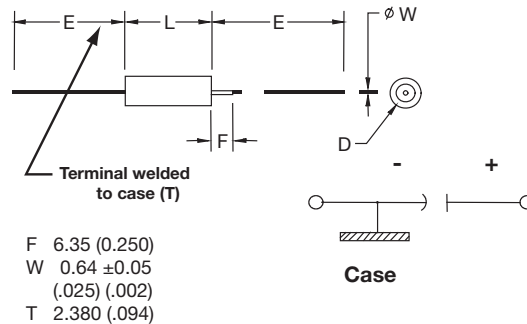 E L E
ø W
F
D
Terminal welded
to case (T)
- +
Case
F 6.35 (0.250)
W 0.64 ±0.05
(.025) (.002)
T 2.380 (.094)